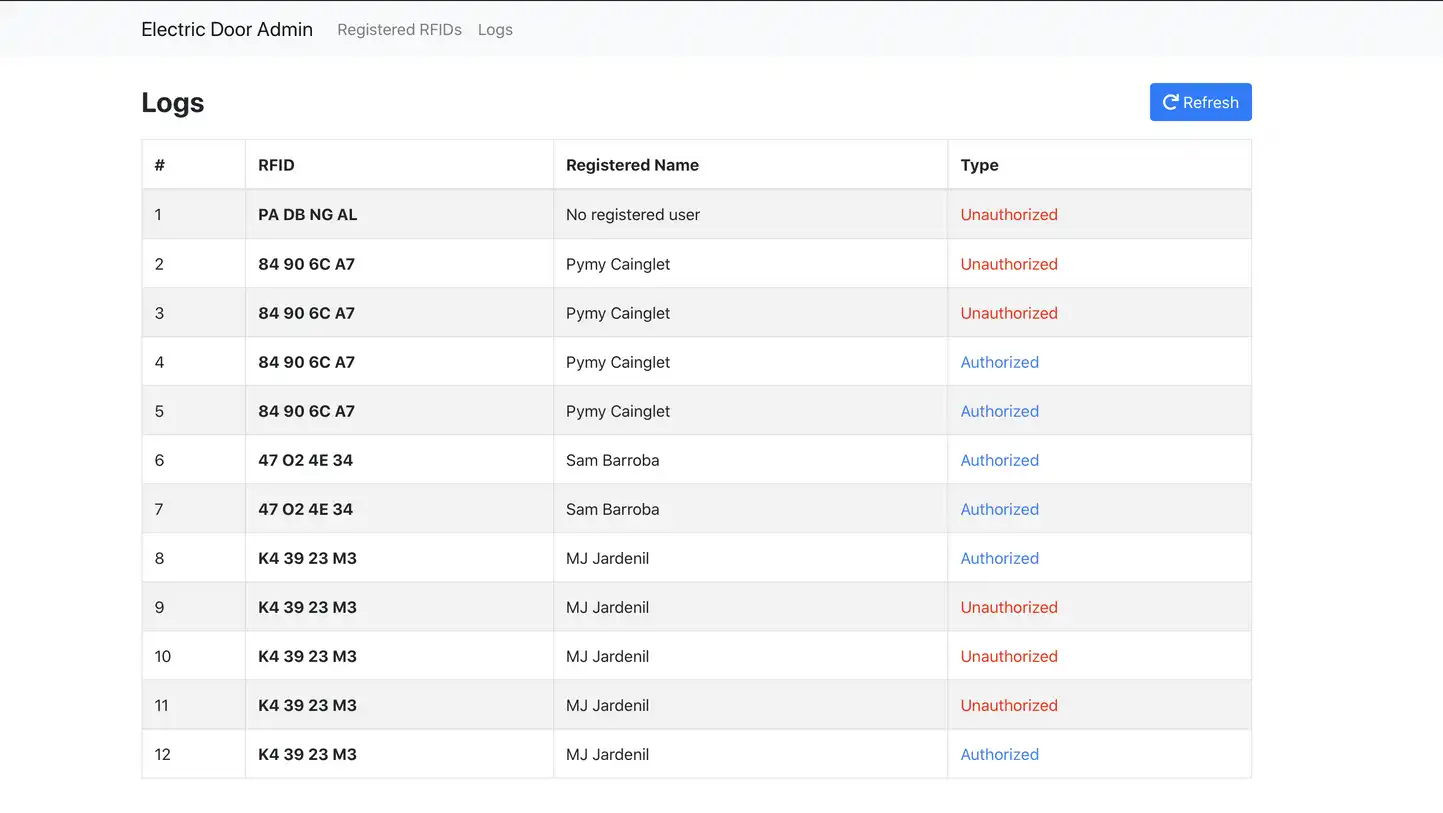 Electric Door Admin Registered RFIDs Logs
Logs Refresh
# RFID Registered Name Type
1 PA DB NG AL No registered user Unauthorized
2 84 90 6C A7 Pymy Cainglet Unauthorized
3 84 90 6C A7 Pymy Cainglet Unauthorized
4 84 90 6C A7 Pymy Cainglet Authorized
5 84 90 6C A7 Pymy Cainglet Authorized
6 47 O2 4E 34 Sam Barroba Authorized
7 47 O2 4E 34 Sam Barroba Authorized
8 K4 39 23 M3 MJ Jardenil Authorized
9 K4 39 23 M3 MJ Jardenil Unauthorized
10 K4 39 23 M3 MJ Jardenil Unauthorized
11 K4 39 23 M3 MJ Jardenil Unauthorized
12 K4 39 23 M3 MJ Jardenil Authorized